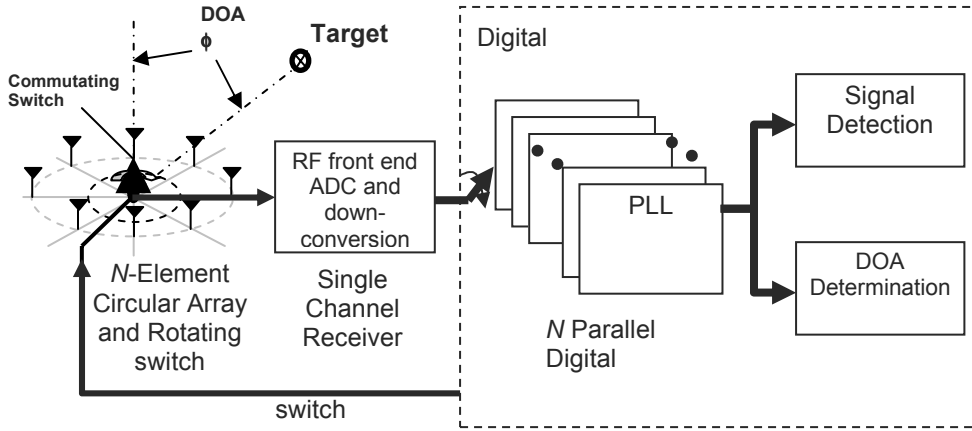 DOA
ϕ
Target
Commutating
Switch
Digital
RF front end
ADC and
down-
conversion
PLL
Signal
Detection
DOA
Determination
N-Element
Circular Array
and Rotating
switch
Single
Channel
Receiver
N Parallel
Digital
switch